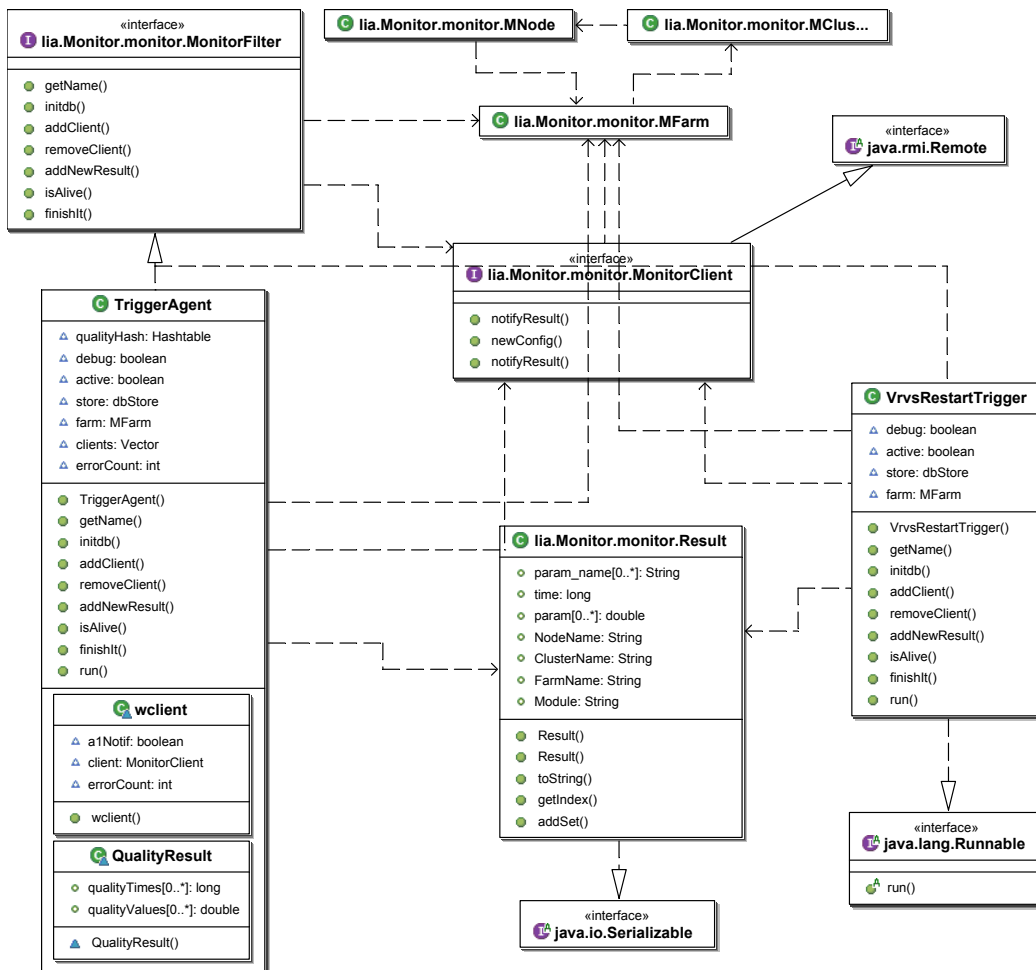 «interface»
lia.Monitor.monitor.MonitorFilter
getName()
initdb()
addClient()
removeClient()
addNewResult()
isAlive()
finishIt()
lia.Monitor.monitor.MNode
lia.Monitor.monitor.MClus...
lia.Monitor.monitor.MFarm
«interface»
java.rmi.Remote
«interface»
lia.Monitor.monitor.MonitorClient
notifyResult()
newConfig()
notifyResult()
TriggerAgent
qualityHash: Hashtable
debug: boolean
active: boolean
store: dbStore
farm: MFarm
clients: Vector
errorCount: int
TriggerAgent()
getName()
initdb()
addClient()
removeClient()
addNewResult()
isAlive()
finishIt()
run()
wclient
a1Notif: boolean
client: MonitorClient
errorCount: int
wclient()
QualityResult
qualityTimes[0..*]: long
qualityValues[0..*]: double
QualityResult()
lia.Monitor.monitor.Result
param_name[0..*]: String
time: long
param[0..*]: double
NodeName: String
ClusterName: String
FarmName: String
Module: String
Result()
Result()
toString()
getIndex()
addSet()
«interface»
java.io.Serializable
VrvsRestartTrigger
debug: boolean
active: boolean
store: dbStore
farm: MFarm
VrvsRestartTrigger()
getName()
initdb()
addClient()
removeClient()
addNewResult()
isAlive()
finishIt()
run()
«interface»
java.lang.Runnable
run()